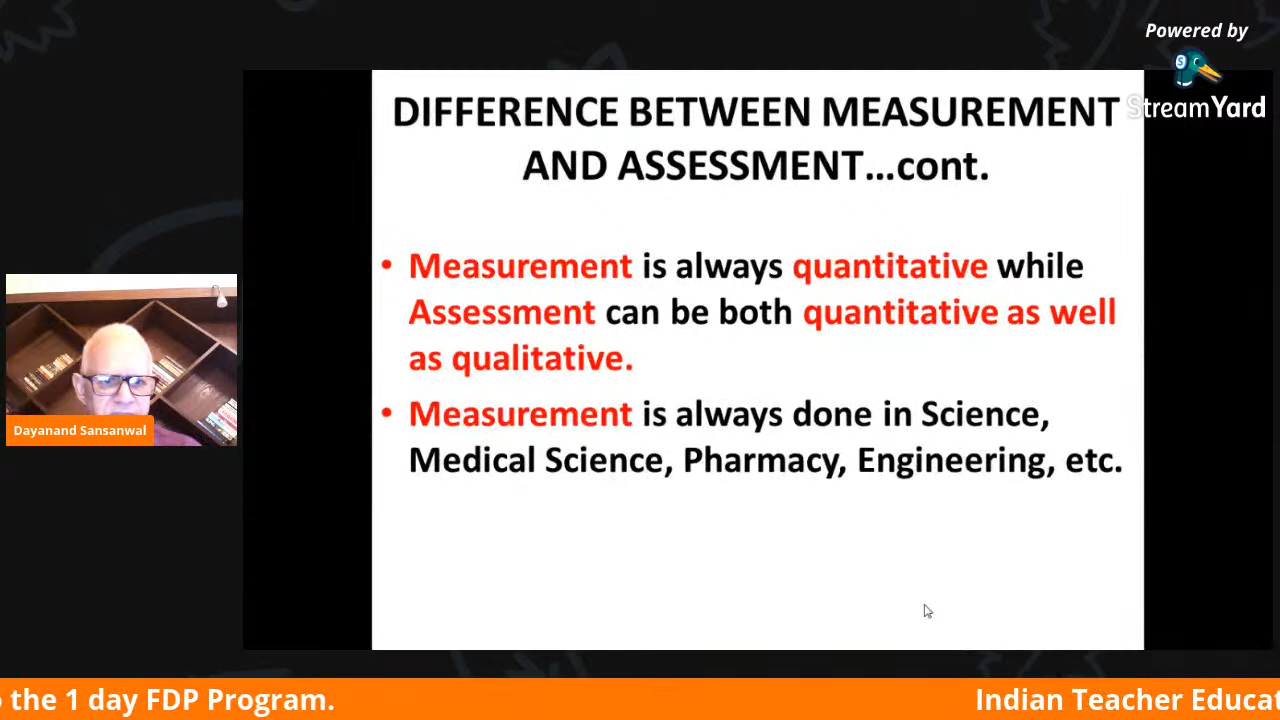 Powered by
StreamYard
DIFFERENCE BETWEEN MEASUREMENT
AND ASSESSMENT...cont.
• Measurement is always quantitative while
Assessment can be both quantitative as well
as qualitative.
• Measurement is always done in Science,
Medical Science, Pharmacy, Engineering, etc.
Dayanand Sansanwal
the 1 day FDP Program.
Indian Teacher